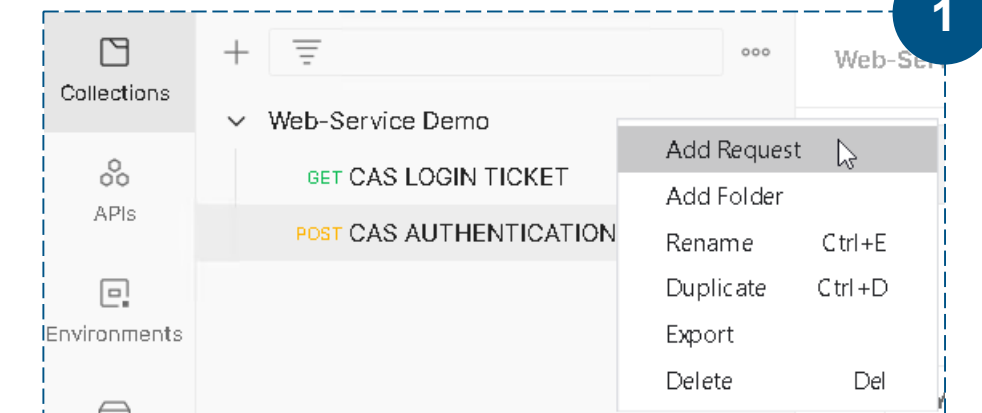 1
Collections
Web-Ser
Web-Service Demo
GET CAS LOGIN TICKET
POST CAS AUTHENTICATION
APIs
Environments
Add Request
Add Folder
Rename Ctrl+E
Duplicate Ctrl+D
Export
Delete Del